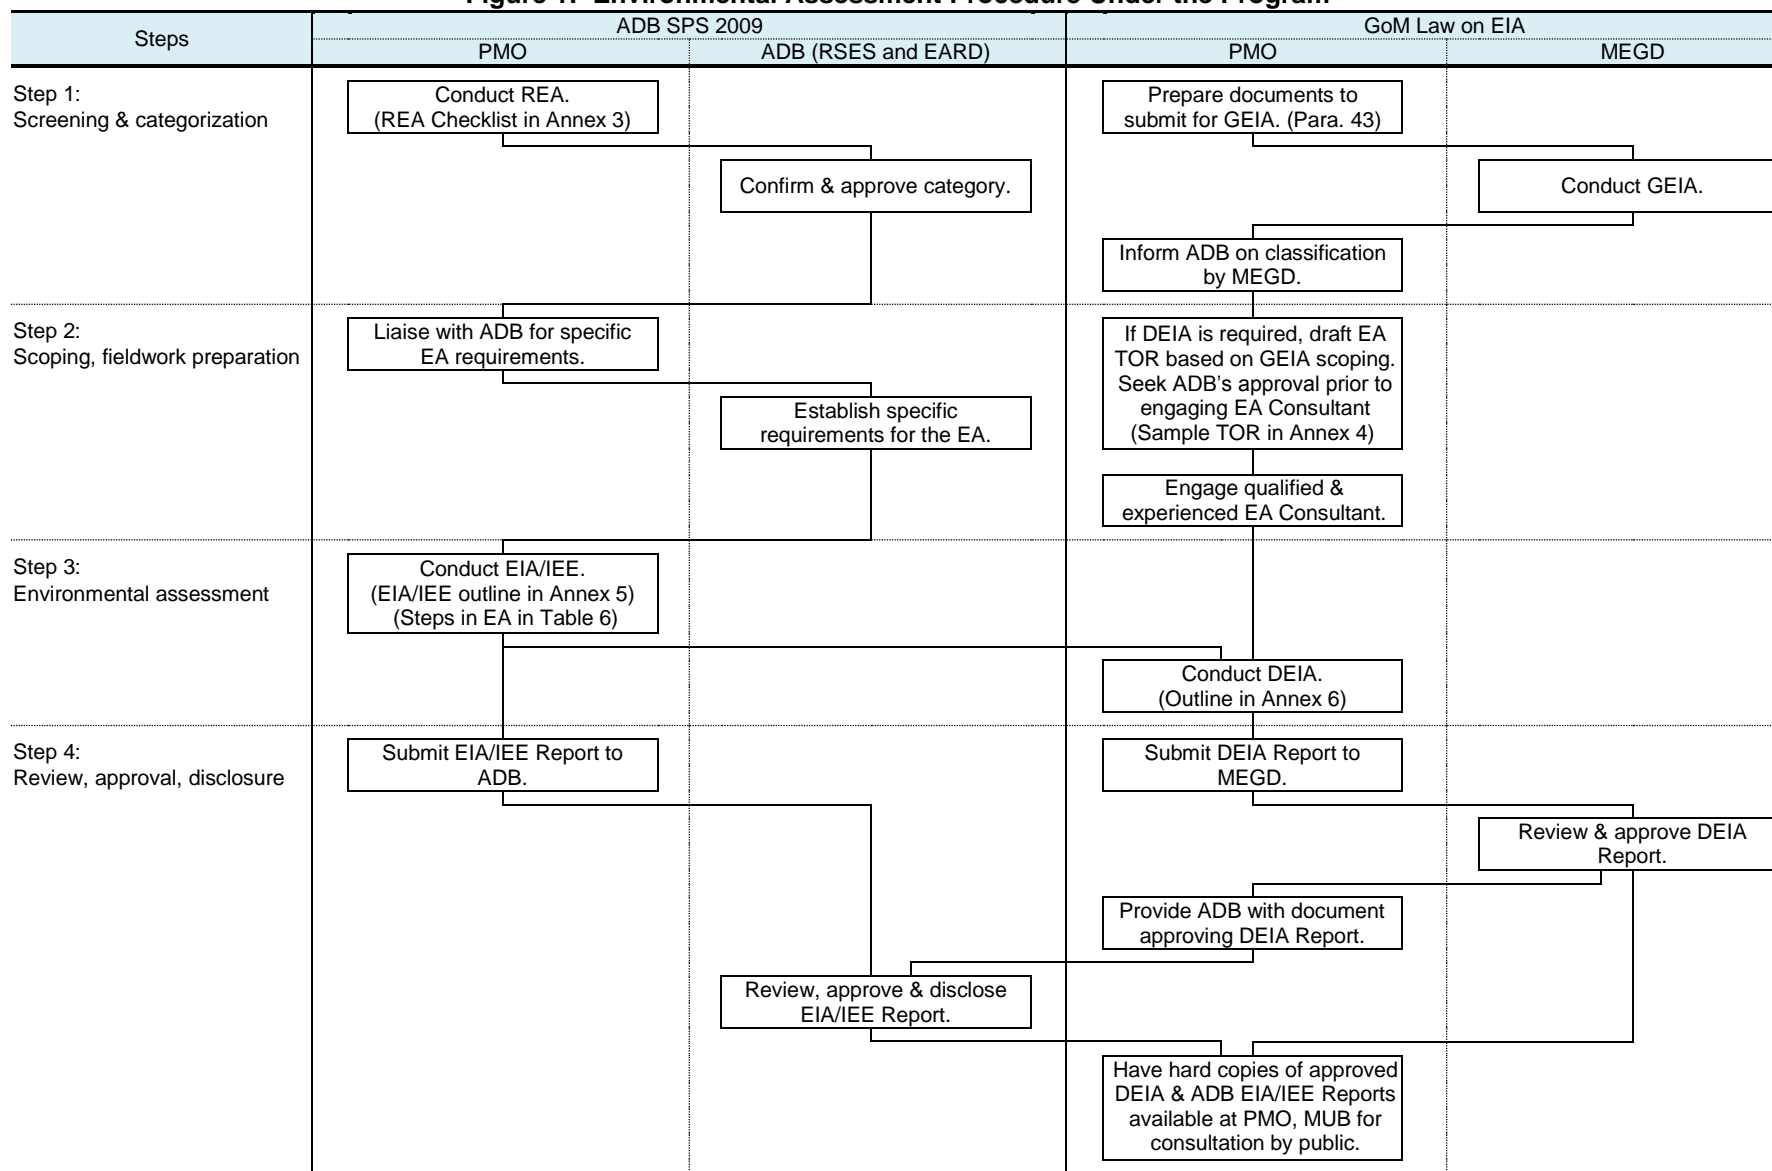 Figure 1. Environmental Assessment Procedure Under the Program
Steps
ADB SPS 2009
GoM Law on EIA
PMO
ADB (RSES and EARD)
PMO
MEGD
Step 1:
Screening & categorization
Conduct REA.
(REA Checklist in Annex 3)
Prepare documents to
submit for GEIA. (Para. 43)
Confirm & approve category.
Conduct GEIA.
Inform ADB on classification
by MEGD.
Step 2:
Scoping, fieldwork preparation
Liaise with ADB for specific
EA requirements.
If DEIA is required, draft EA
TOR based on GEIA scoping.
Seek ADB’s approval prior to
engaging EA Consultant
(Sample TOR in Annex 4)
Establish specific
requirements for the EA.
Engage qualified &
experienced EA Consultant.
Step 3:
Environmental assessment
Conduct EIA/IEE.
(EIA/IEE outline in Annex 5)
(Steps in EA in Table 6)
Conduct DEIA.
(Outline in Annex 6)
Step 4:
Review, approval, disclosure
Submit EIA/IEE Report to
ADB.
Submit DEIA Report to
MEGD.
Review & approve DEIA
Report.
Provide ADB with document
approving DEIA Report.
Review, approve & disclose
EIA/IEE Report.
Have hard copies of approved
DEIA & ADB EIA/IEE Reports
available at PMO, MUB for
consultation by public.